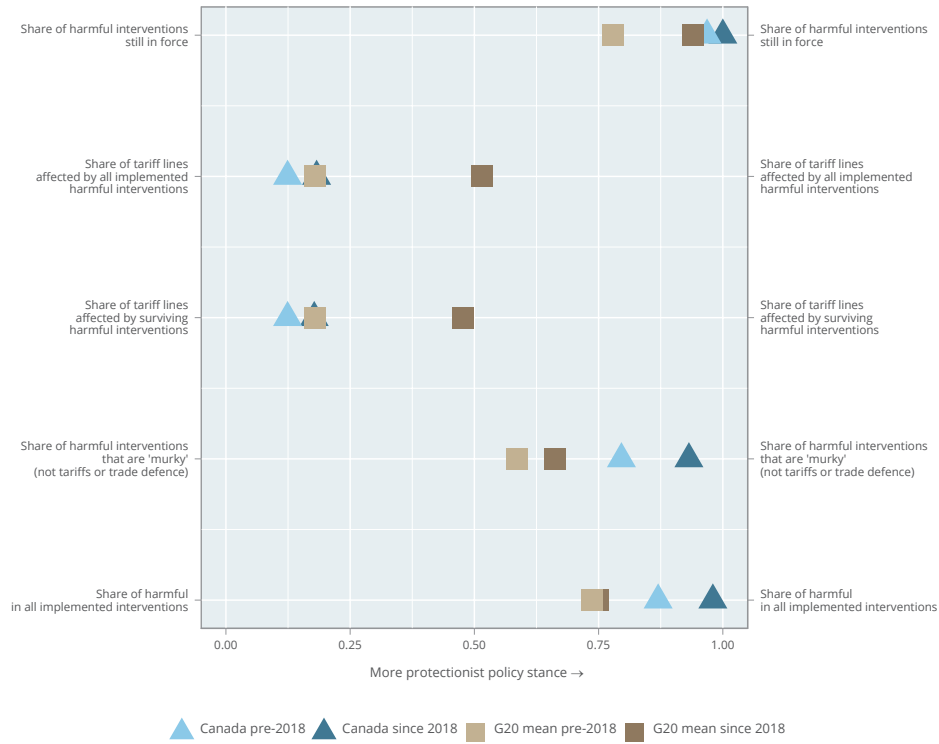 Share of harmful interventions
still in force
Share of harmful interventions
still in force
Share of tariff lines
affected by all implemented
harmful interventions
Share of tariff lines
affected by all implemented
harmful interventions
Share of tariff lines
affected by surviving
harmful interventions
Share of tariff lines
affected by surviving
harmful interventions
Share of harmful interventions
that are 'murky'
(not tariffs or trade defence)
Share of harmful interventions
that are 'murky'
(not tariffs or trade defence)
Share of harmful
in all implemented interventions
Share of harmful
in all implemented interventions
0.00 0.25 0.50 0.75 1.00
More protectionist policy stance →
Canada pre-2018 Canada since 2018 G20 mean pre-2018 G20 mean since 2018